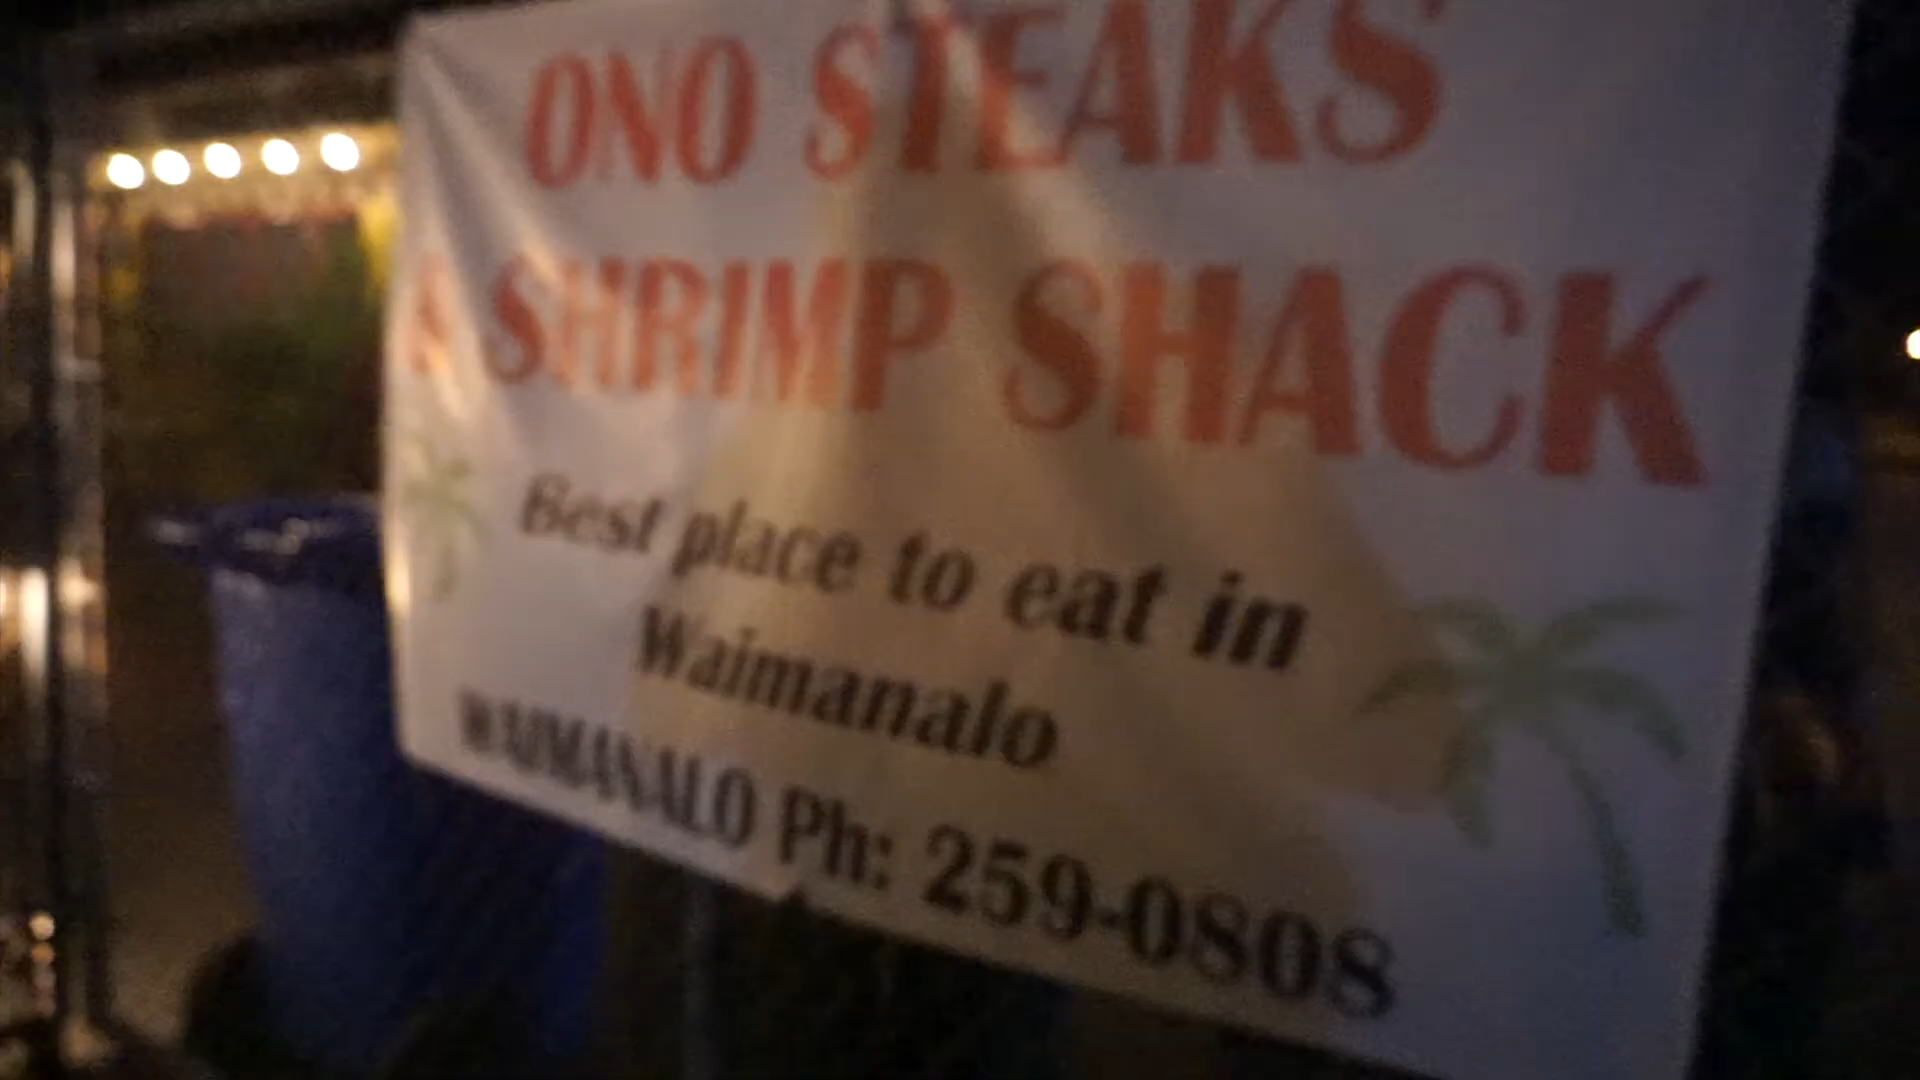 ONO STEAKS
& SHRIMP SHACK
Best place to eat in
Waimanalo
WAIMANALO Ph: 259-0808